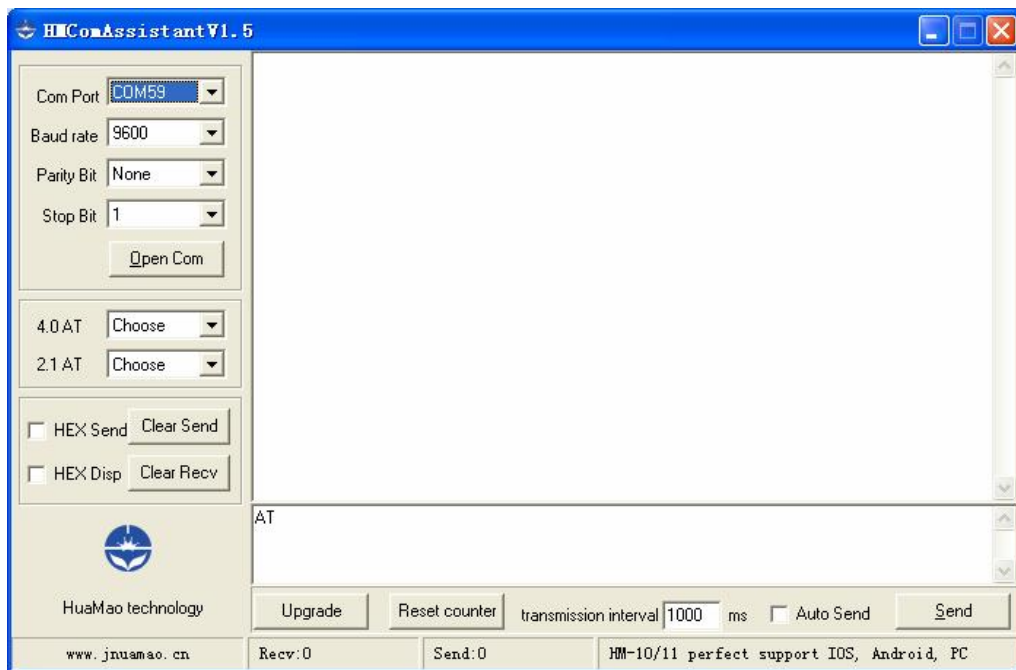 HMComAssistantV1.5
Com Port COM59
Baud rate 9600
Parity Bit None
Stop Bit 1
Open Com
4.0 AT Choose
2.1 AT Choose
HEX Send Clear Send
HEX Disp Clear Recv
AT
HuaMao technology
Upgrade Reset counter transmission interval 1000 ms Auto Send Send
www.jnuamao.cn Recv:0 Send:0 HM-10/11 perfect support IOS, Android, PC